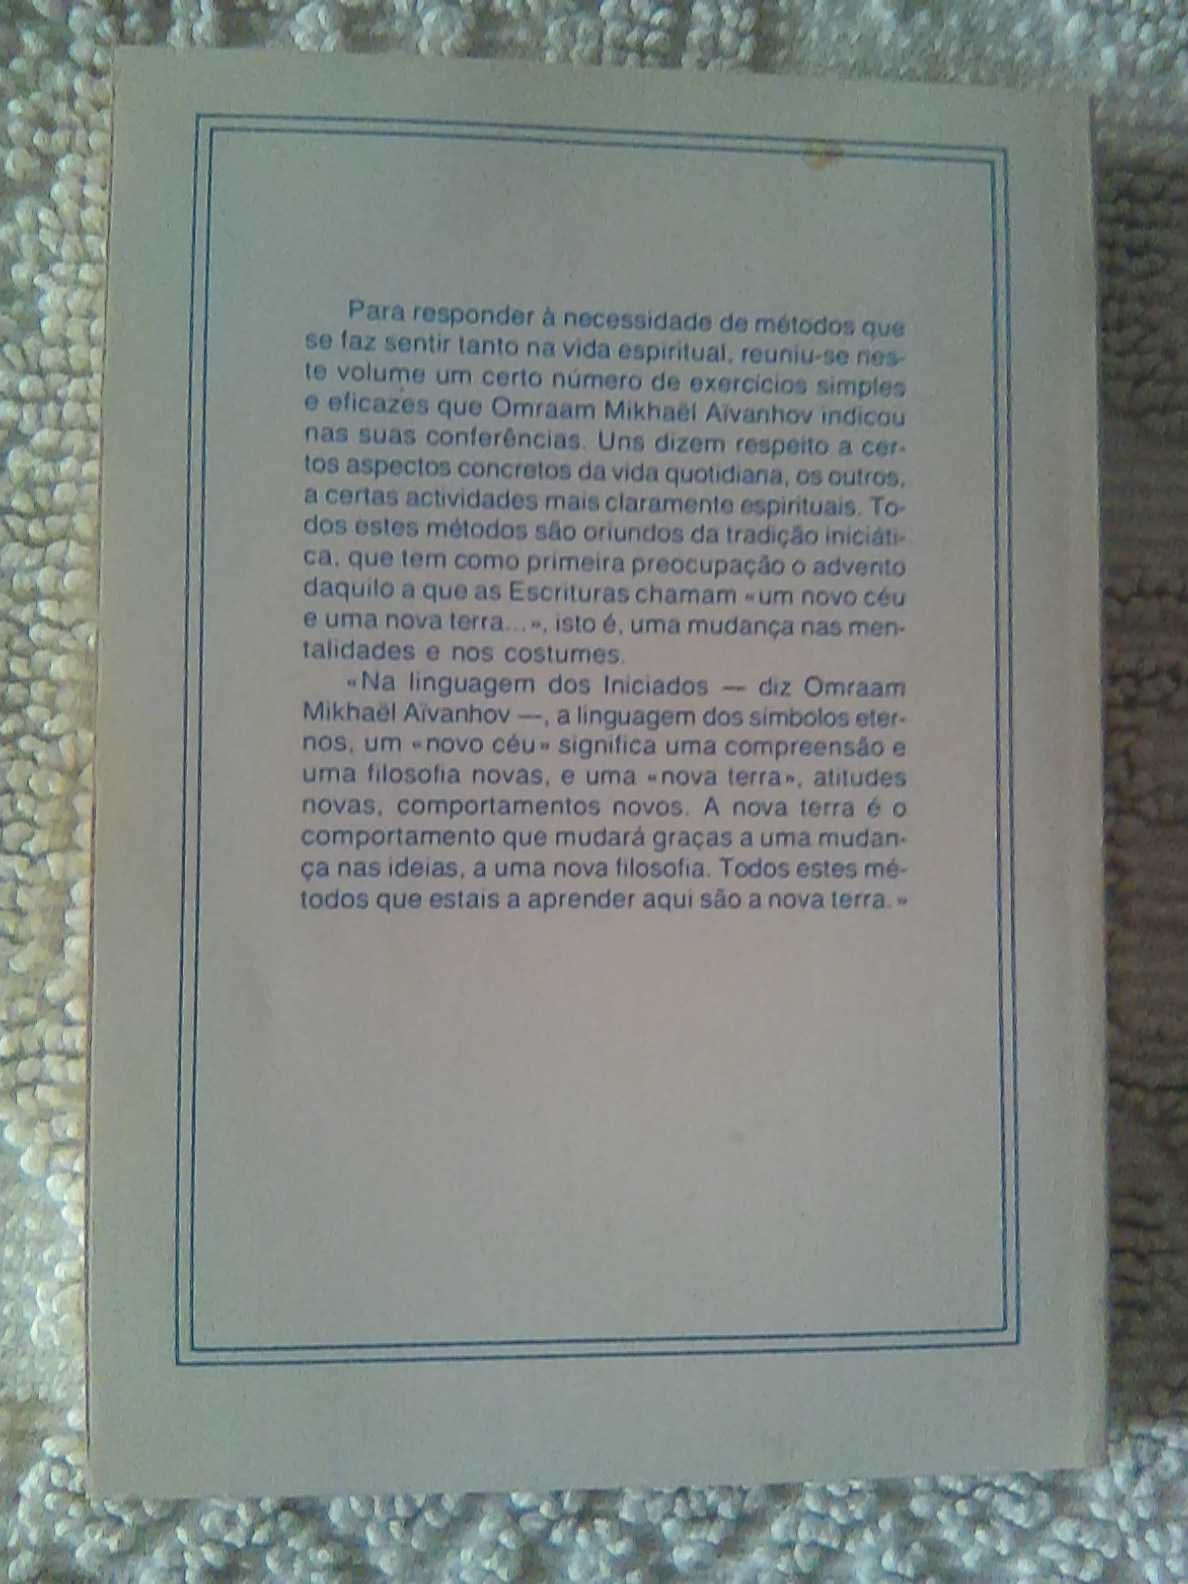 Para responder à necessidade de métodos que
se faz sentir tanto na vida espiritual, reuniu-se nes-
te volume um certo número de exercícios simples
e eficazes que Omraam Mikhaël Aïvanhov indicou
nas suas conferências. Uns dizem respeito a cer-
tos aspectos concretos da vida quotidiana, os outros,
a certas actividades mais claramente espirituais. To-
dos estes métodos são oriundos da tradição iniciáti-
ca, que tem como primeira preocupação o advento
daquilo a que as Escrituras chamam «um novo céu
e uma nova terra...», isto é, uma mudança nas men-
talidades e nos costumes.
«Na linguagem dos Iniciados — diz Omraam
Mikhaël Aïvanhov —, a linguagem dos símbolos eter-
nos, um «novo céu» significa uma compreensão e
uma filosofia novas, e uma «nova terra», atitudes
novas, comportamentos novos. A nova terra é o
comportamento que mudará graças a uma mudan-
ça nas ideias, a uma nova filosofia. Todos estes mé-
todos que estais a aprender aqui são a nova terra.»